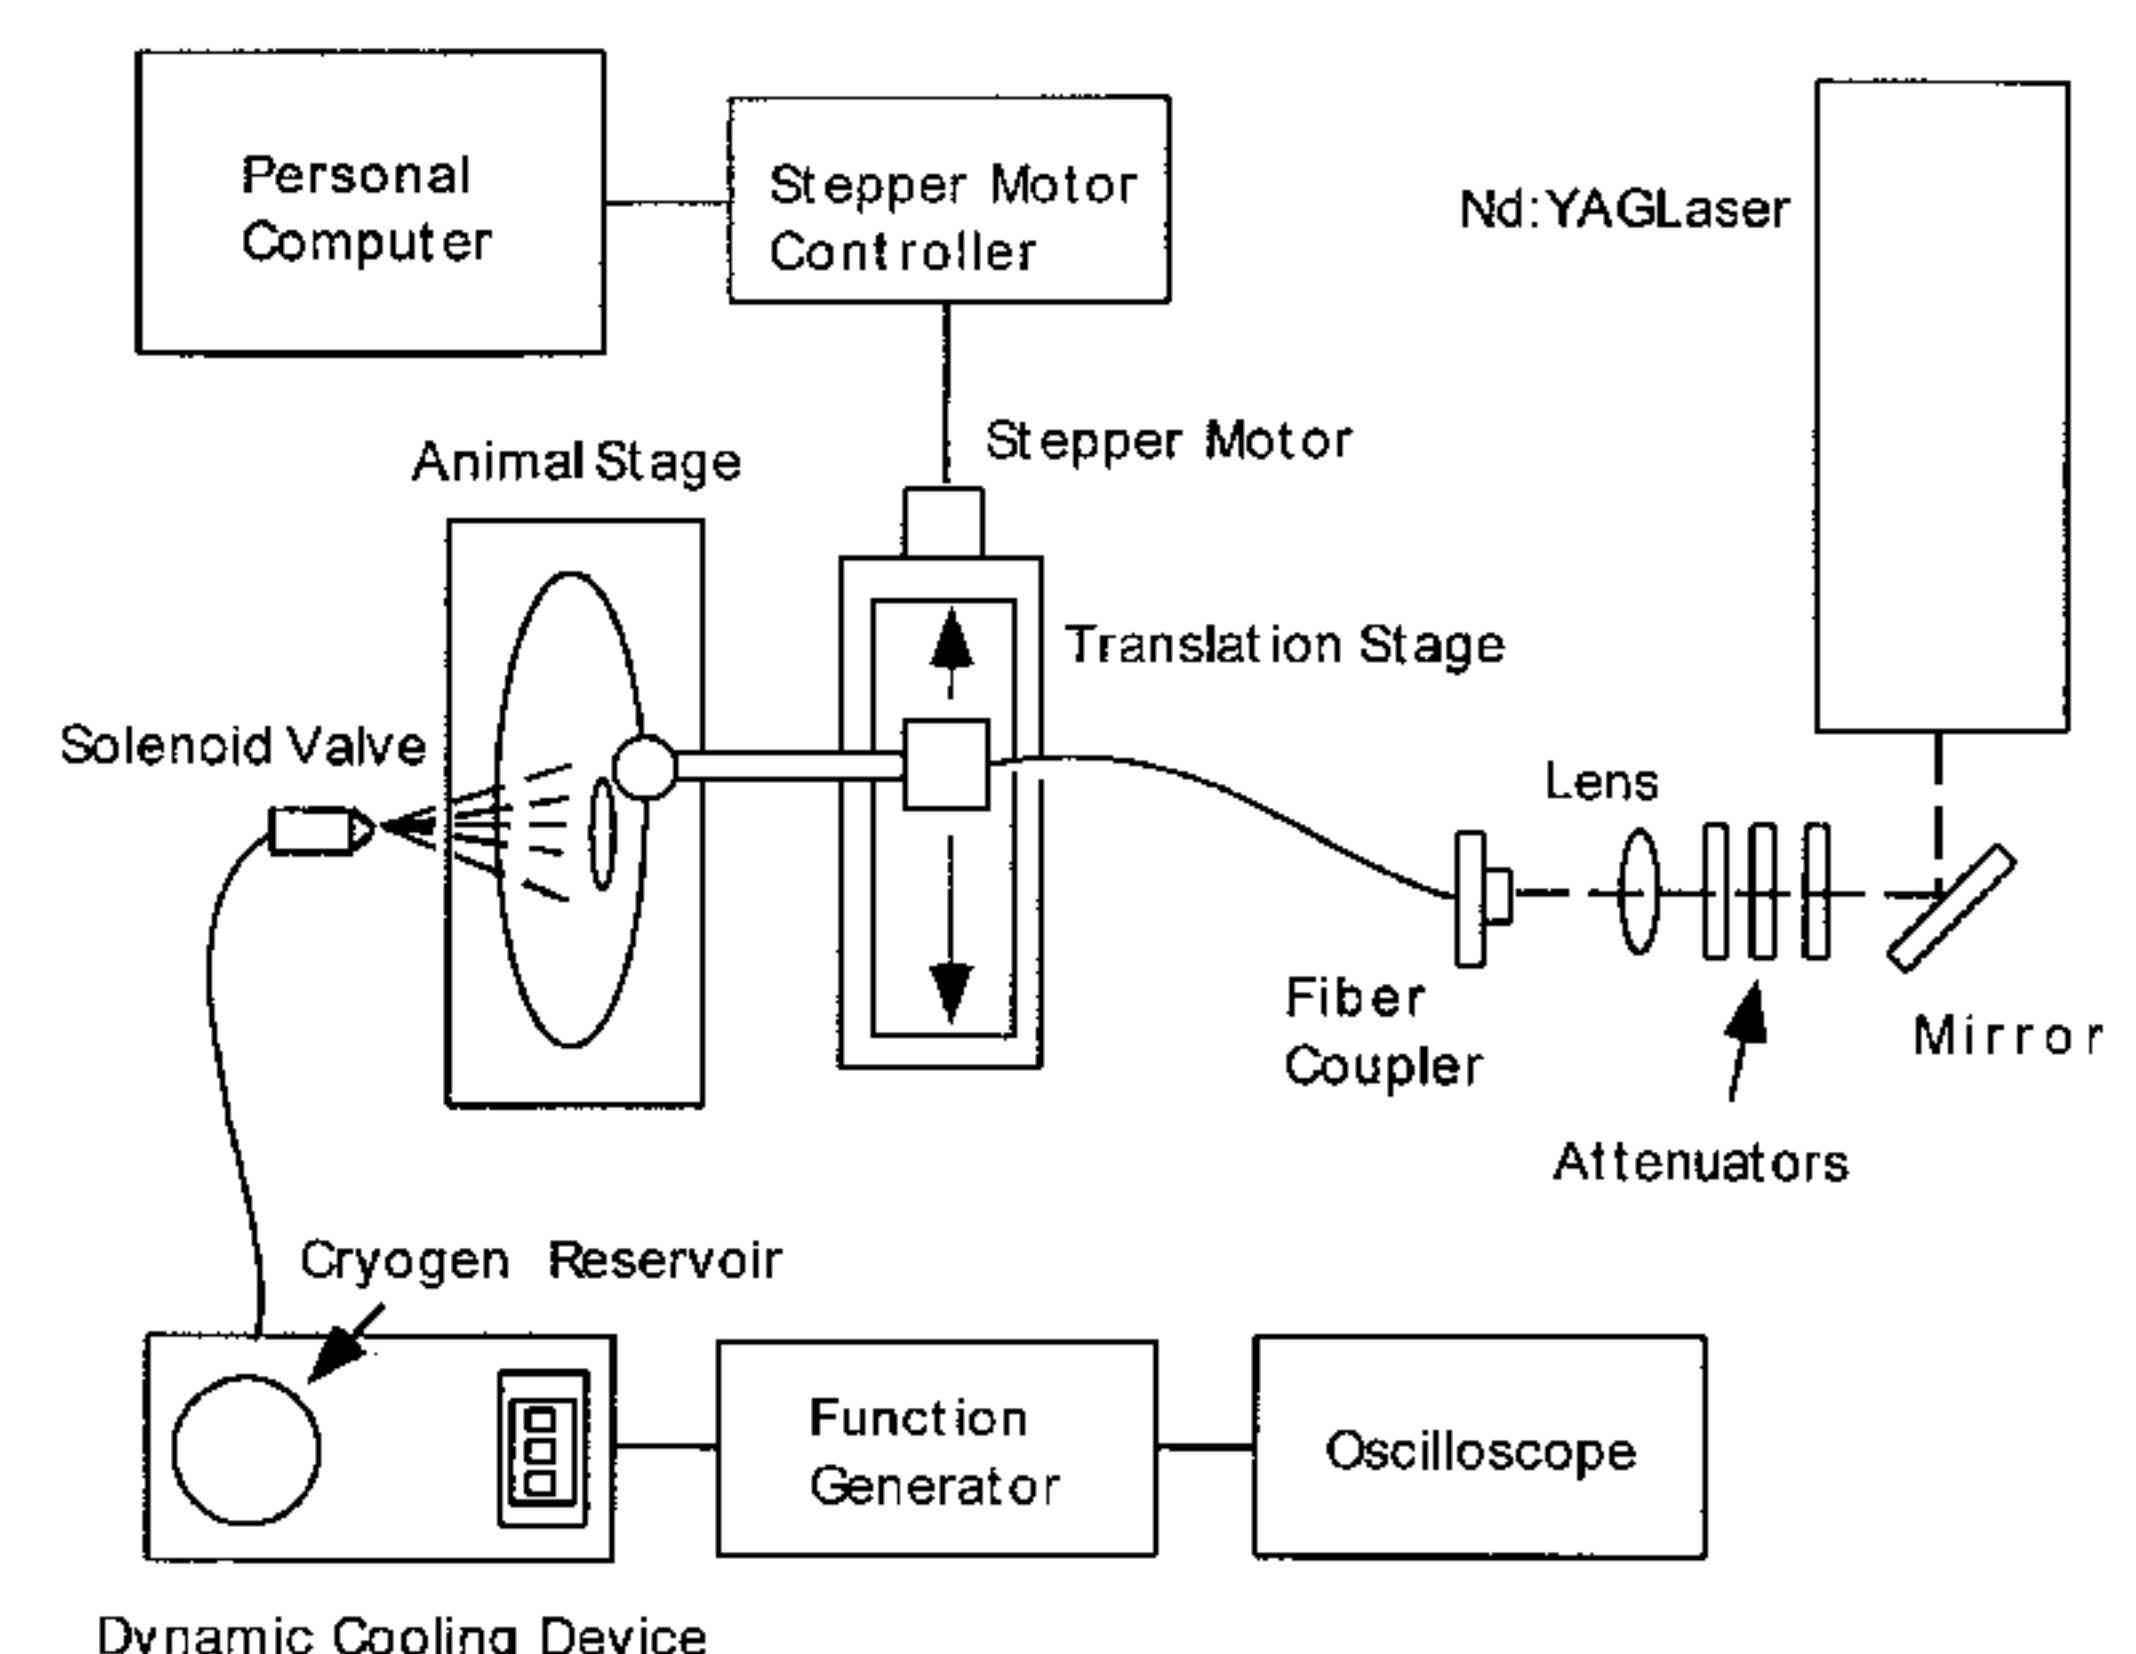 Personal
Computer
Stepper Motor
Controller
Nd:YAGLaser
Animal Stage
Stepper Motor
Translation Stage
Solenoid Valve
Lens
Fiber
Coupler
Mirror
Attenuators
Cryogen Reservoir
Function
Generator
Oscilloscope
Dynamic Cooling Device